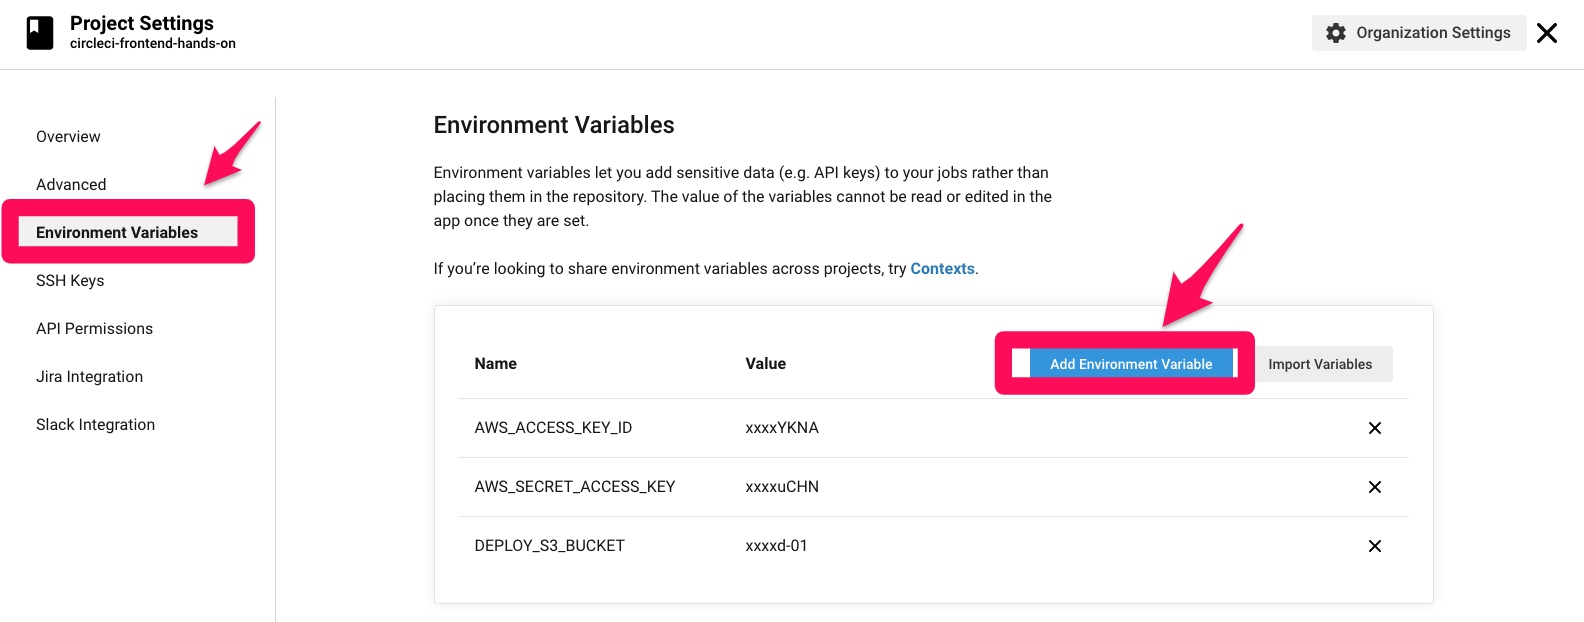 Project Settings
circleci-frontend-hands-on
Organization Settings
Overview
Advanced
Environment Variables
SSH Keys
API Permissions
Jira Integration
Slack Integration
Environment Variables
Environment variables let you add sensitive data (e.g. API keys) to your jobs rather than
placing them in the repository. The value of the variables cannot be read or edited in the
app once they are set.
If you’re looking to share environment variables across projects, try Contexts.
Name Value Add Environment Variable Import Variables
AWS_ACCESS_KEY_ID xxxxYKNA
AWS_SECRET_ACCESS_KEY xxxxuCHN
DEPLOY_S3_BUCKET xxxxd-01